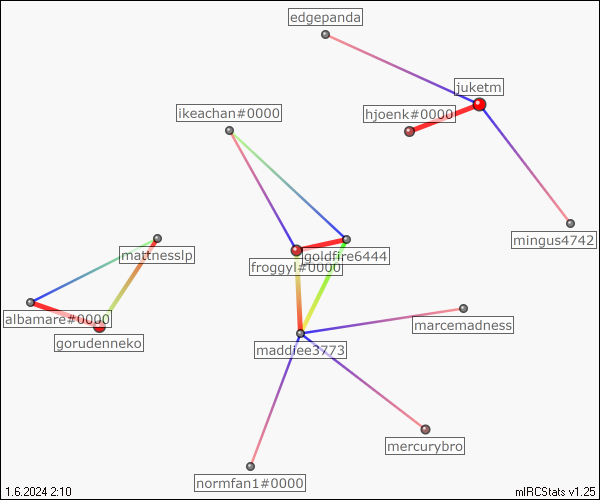 edgepanda
juketm
ikeachan#0000
hjoenk#0000
mingus4742
mattnesslp
goldfire6444
froggyl#0000
albamare#0000
marcemadness
gorudenneko
maddiee3773
mercurybro
normfan1#0000
1.6.2024 2:10
mIRCStats v1.25